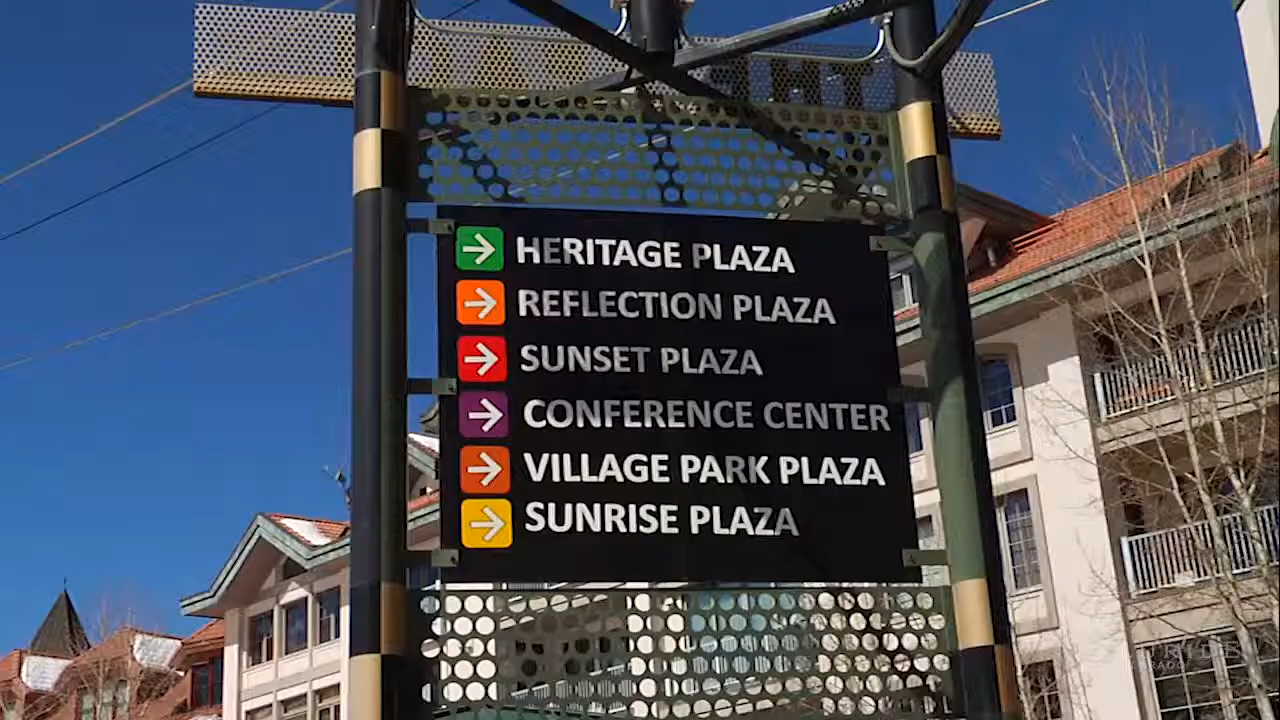 HERITAGE PLAZA
REFLECTION PLAZA
SUNSET PLAZA
CONFERENCE CENTER
VILLAGE PARK PLAZA
SUNRISE PLAZA